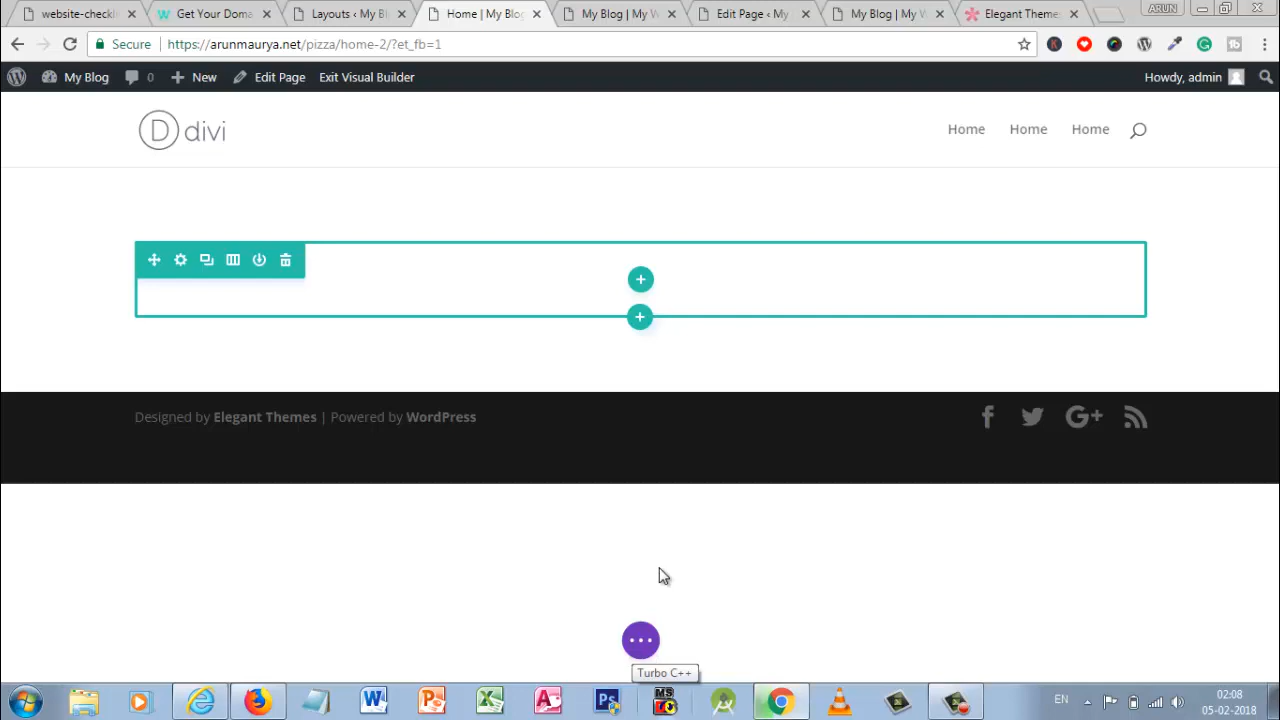 website-checkli
Get Your Doma
Layouts ‹ My Bl
Home | My Blog
My Blog | My W
Edit Page ‹ My
My Blog | My W
Elegant Theme
ARUN
Secure
https://arunmaurya.net/pizza/home-2/?et_fb=1
My Blog
0
New
Edit Page
Exit Visual Builder
Howdy, admin
D divi
Home
Home
Home
Designed by Elegant Themes | Powered by WordPress
Turbo C++
EN
02:08
05-02-2018